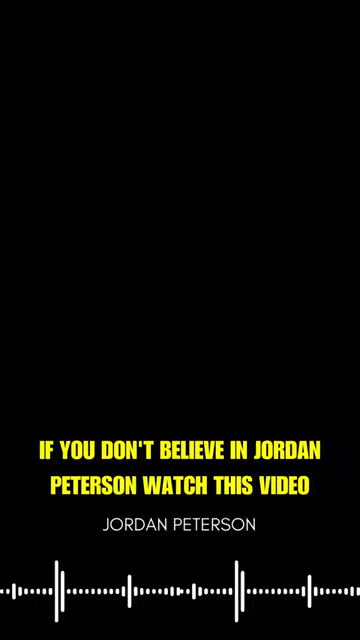 IF YOU DON'T BELIEVE IN JORDAN
PETERSON WATCH THIS VIDEO
JORDAN PETERSON